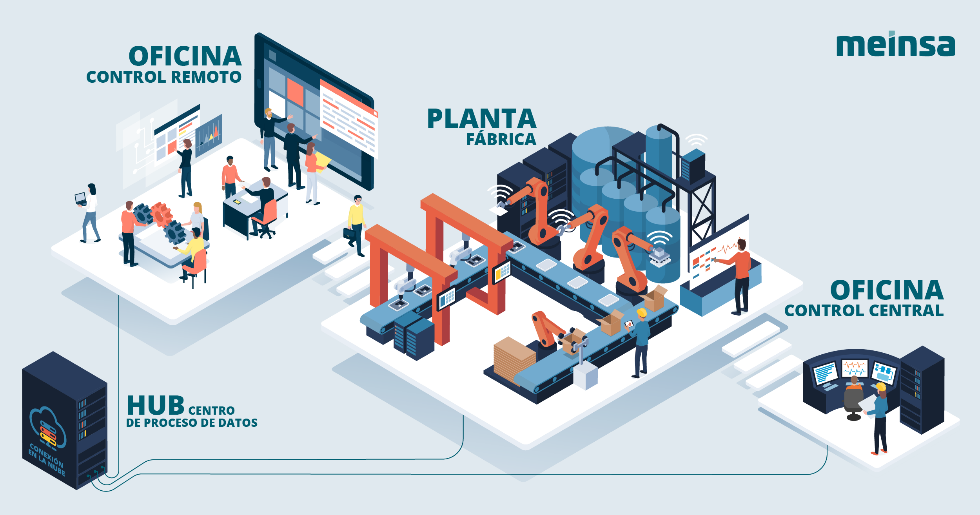 meinsa
OFICINA
CONTROL REMOTO
PLANTA
FÁBRICA
OFICINA
CONTROL CENTRAL
HUB CENTRO
DE PROCESO DE DATOS
CONEXIÓN
EN LA NUBE